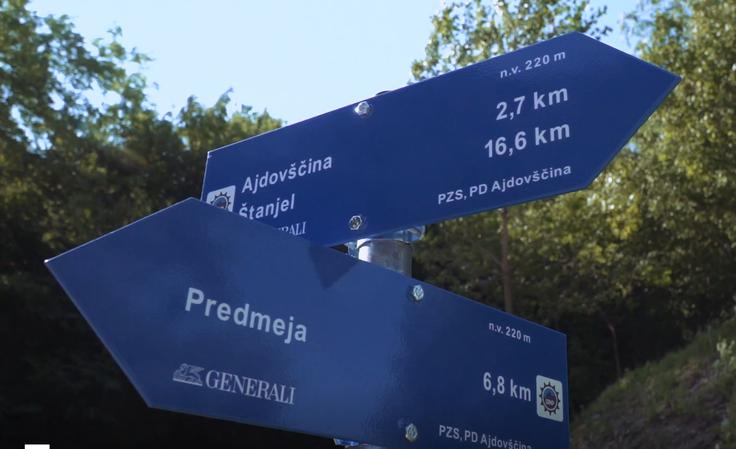 n.v. 220 m
Ajdovščina 2,7 km
Štanjel 16,6 km
PZS, PD Ajdovščina
n.v. 220 m
Predmeja 6,8 km
GENERALI
PZS, PD Ajdovščina